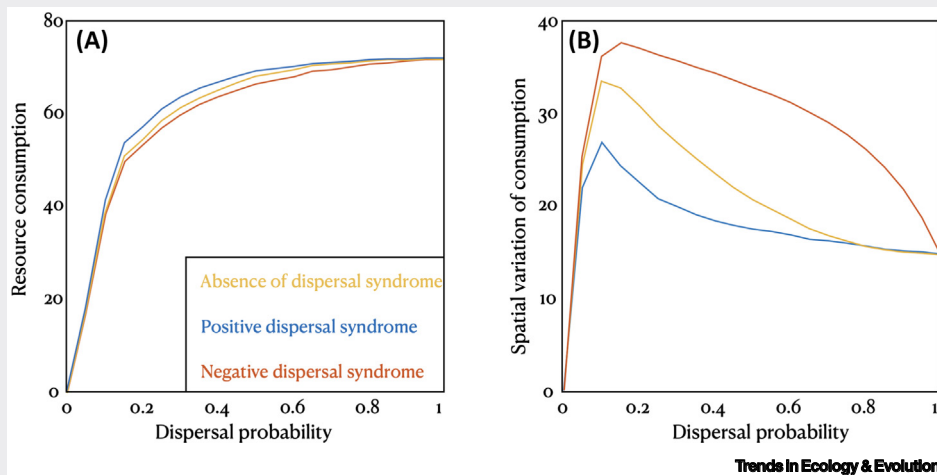 (A)
80
60
40
20
0
Resource consumption
0 0.2 0.4 0.6 0.8 1
Dispersal probability
Absence of dispersal syndrome
Positive dispersal syndrome
Negative dispersal syndrome
(B)
40
30
20
10
0
Spatial variation of consumption
0 0.2 0.4 0.6 0.8 1
Dispersal probability
Trends in Ecology & Evolution